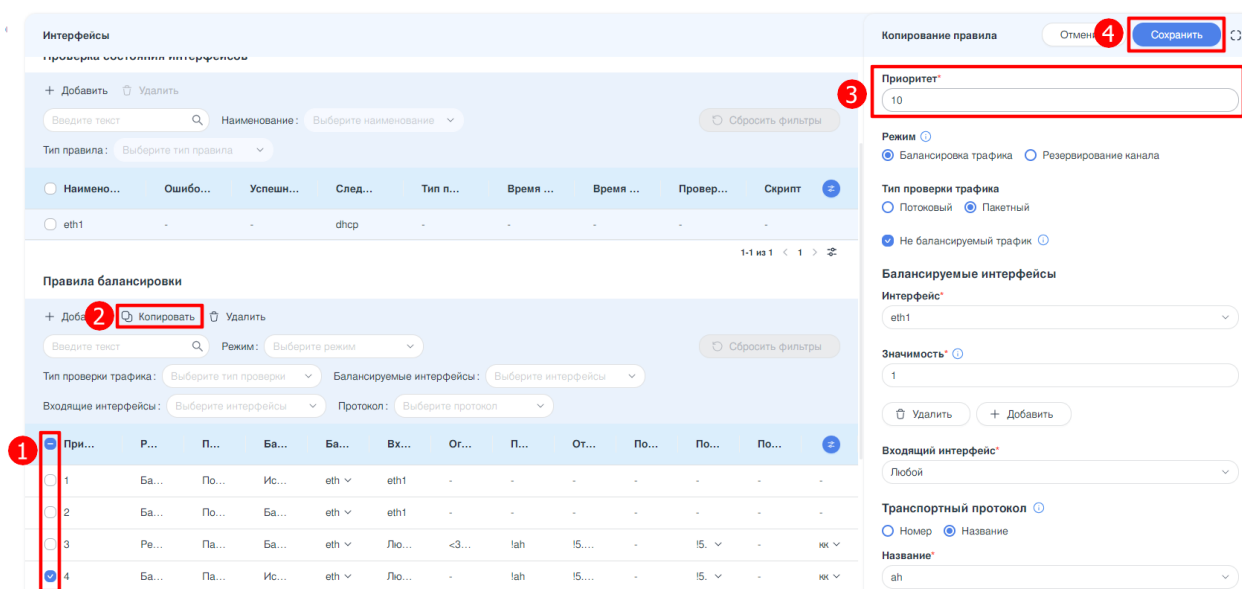 Интерфейсы
Проверка состояния интерфейсов
+ Добавить Удалить
Введите текст Наименование: Выберите наименование Сбросить фильтры
Тип правила: Выберите тип правила
Наимено... Ошибо... Успешн... След... Тип п... Время ... Время ... Провер... Скрипт
eth1 - - dhcp - - - - -
1-1 из 1 < 1 >
Правила балансировки
+ Доба 2 Копировать Удалить
Введите текст Режим: Выберите режим Сбросить фильтры
Тип проверки трафика: Выберите тип проверки Балансируемые интерфейсы: Выберите интерфейсы
Входящие интерфейсы: Выберите интерфейсы Протокол: Выберите протокол
1 При... Р... П... Ба... Ба... Вх... Ог... П... От... По... По... По...
1 Ба... По... Ис... eth eth1 - - - - - - -
2 Ба... По... Ис... eth eth1 - - - - - - -
3 Ре... Па... Ба... eth Лю... <3... !ah !5.... - !5. - кк
4 Ба... Па... Ис... eth Лю... - !ah !5.... - !5. - кк
Копирование правила Отмен 4 Сохранить
3 Приоритет*
10
Режим
Балансировка трафика Резервирование канала
Тип проверки трафика
Потоковый Пакетный
Не балансируемый трафик
Балансируемые интерфейсы
Интерфейс*
eth1
Значимость*
1
Удалить + Добавить
Входящий интерфейс*
Любой
Транспортный протокол
Номер Название
Название*
ah